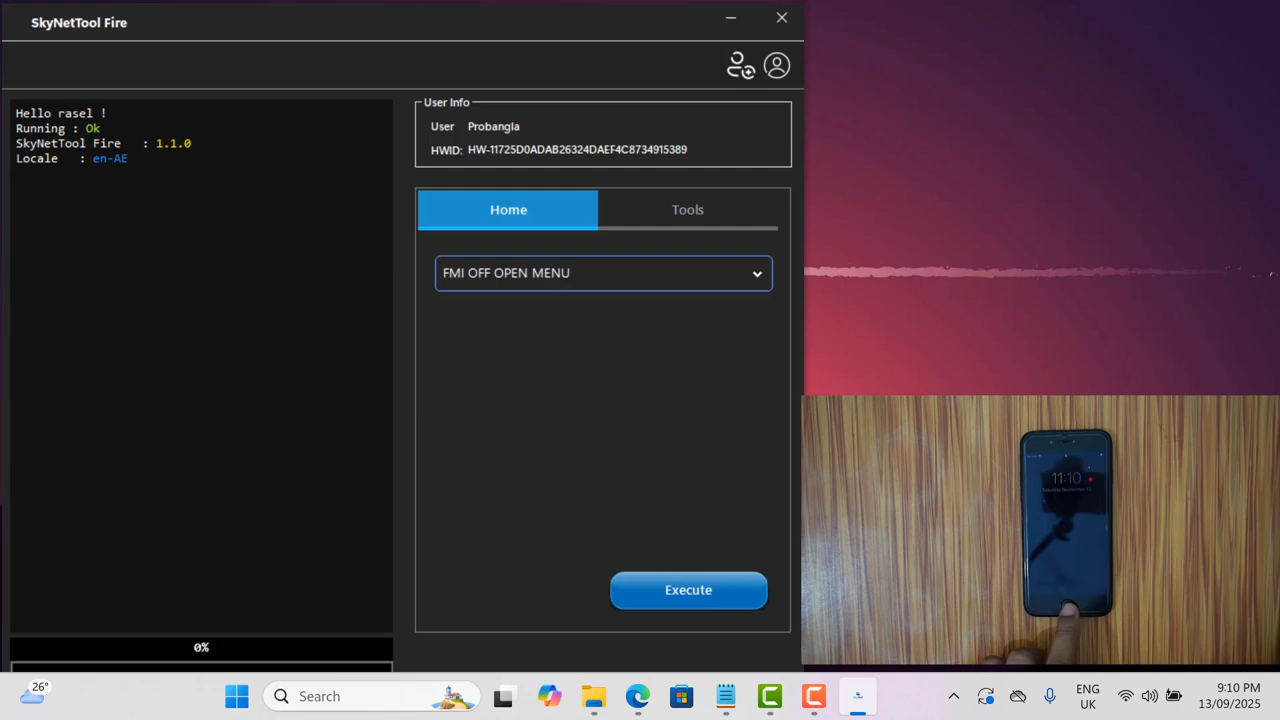 SkyNetTool Fire
Hello rasel !
Running : Ok
SkyNetTool Fire : 1.1.0
Locale : en-AE
0%
User Info
User Probangla
HWID: HW-11725D0ADAB26324DAEF4C8734915389
Home Tools
FMI OFF OPEN MENU
Execute
11:10
26°
Search
ENG
UK
9:10 PM
13/09/2025